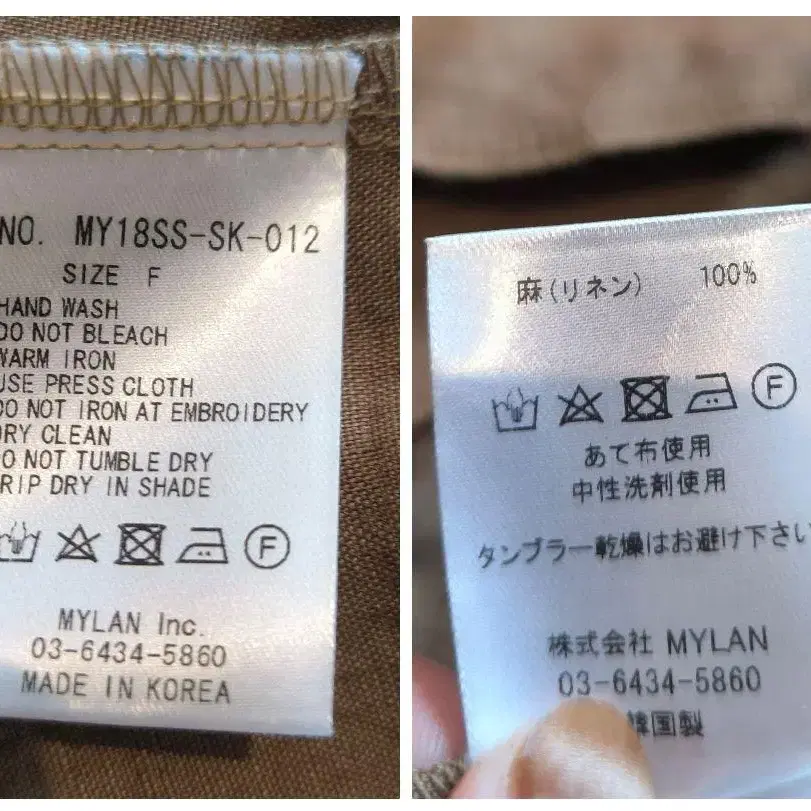 NO. MY18SS-SK-012
SIZE F
HAND WASH
DO NOT BLEACH
WARM IRON
USE PRESS CLOTH
DO NOT IRON AT EMBROIDERY
DRY CLEAN
DO NOT TUMBLE DRY
DRIP DRY IN SHADE
F
MYLAN Inc.
03-6434-5860
MADE IN KOREA
麻(リネン) 100%
F
あて布使用
中性洗剤使用
タンブラー乾燥はお避け下さい
株式会社 MYLAN
03-6434-5860
韓国製